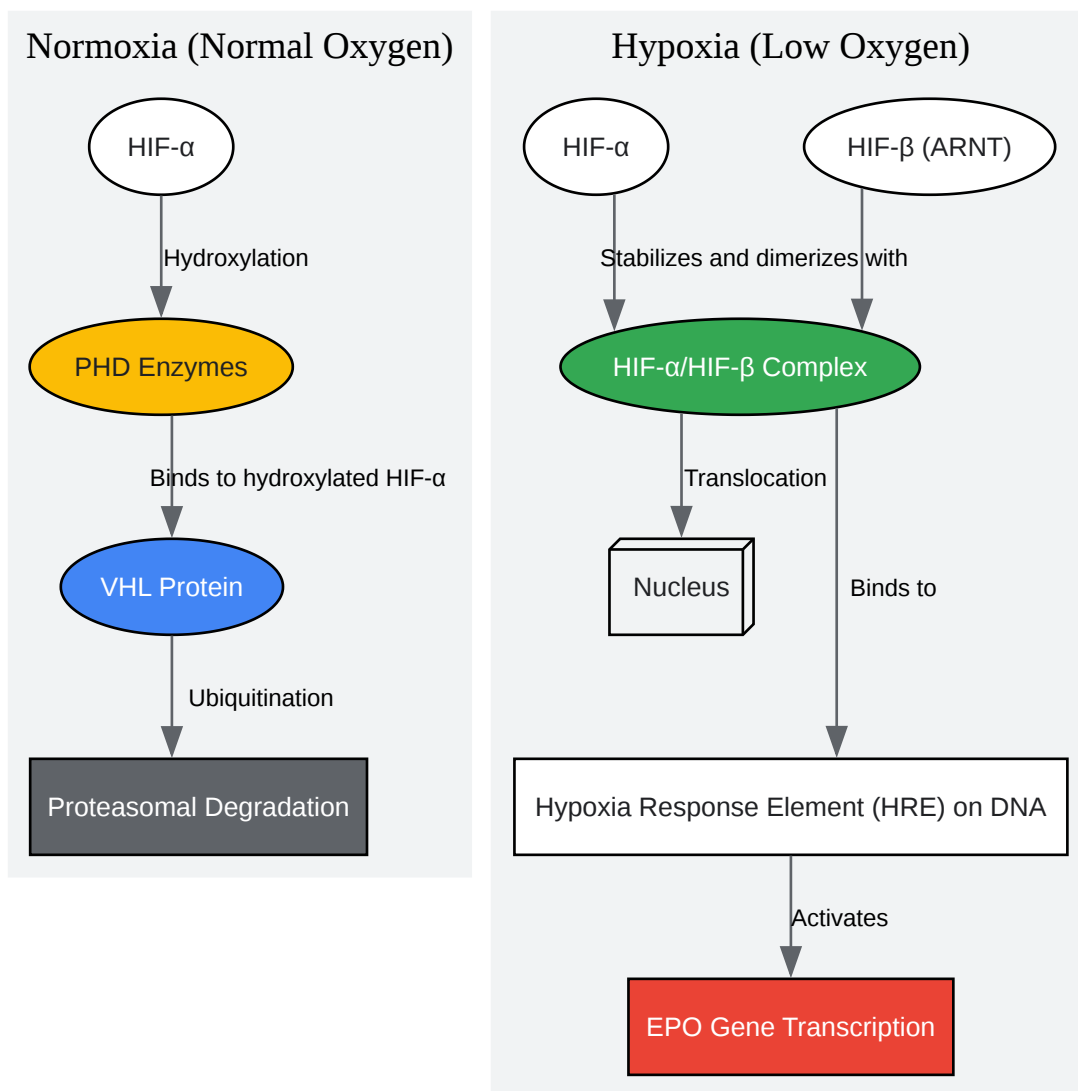 Normoxia (Normal Oxygen)
HIF-α
Hydroxylation
PHD Enzymes
Binds to hydroxylated HIF-α
VHL Protein
Ubiquitination
Proteasomal Degradation
Hypoxia (Low Oxygen)
HIF-α
HIF-β (ARNT)
Stabilizes and dimerizes with
HIF-α/HIF-β Complex
Translocation
Nucleus
Binds to
Hypoxia Response Element (HRE) on DNA
Activates
EPO Gene Transcription